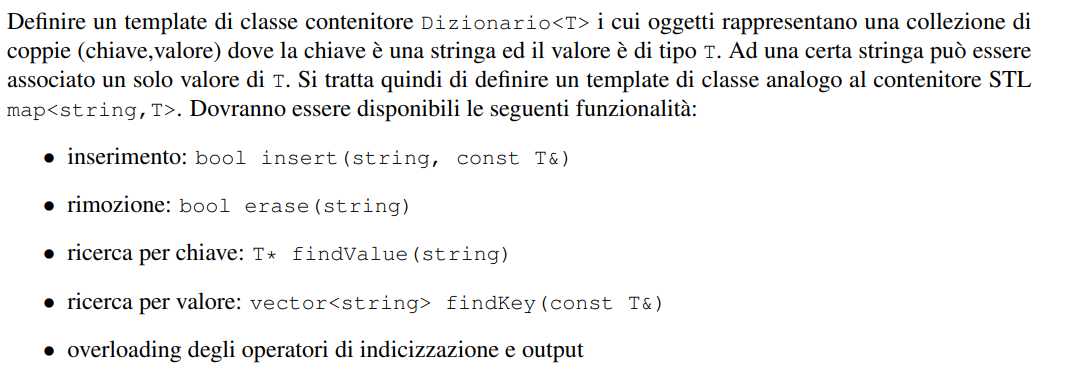 Definire un template di classe contenitore Dizionario<T> i cui oggetti rappresentano una collezione di
coppie (chiave,valore) dove la chiave è una stringa ed il valore è di tipo T. Ad una certa stringa può essere
associato un solo valore di T. Si tratta quindi di definire un template di classe analogo al contenitore STL
map<string,T>. Dovranno essere disponibili le seguenti funzionalità:
• inserimento: bool insert(string, const T&)
• rimozione: bool erase(string)
• ricerca per chiave: T* findValue(string)
• ricerca per valore: vector<string> findKey(const T&)
• overloading degli operatori di indicizzazione e output